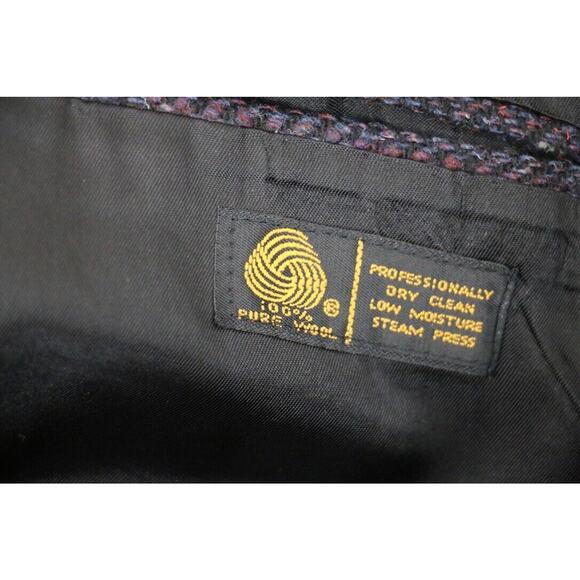 100%
PURE WOOL
®
PROFESSIONALLY
DRY CLEAN
LOW MOISTURE
STEAM PRESS